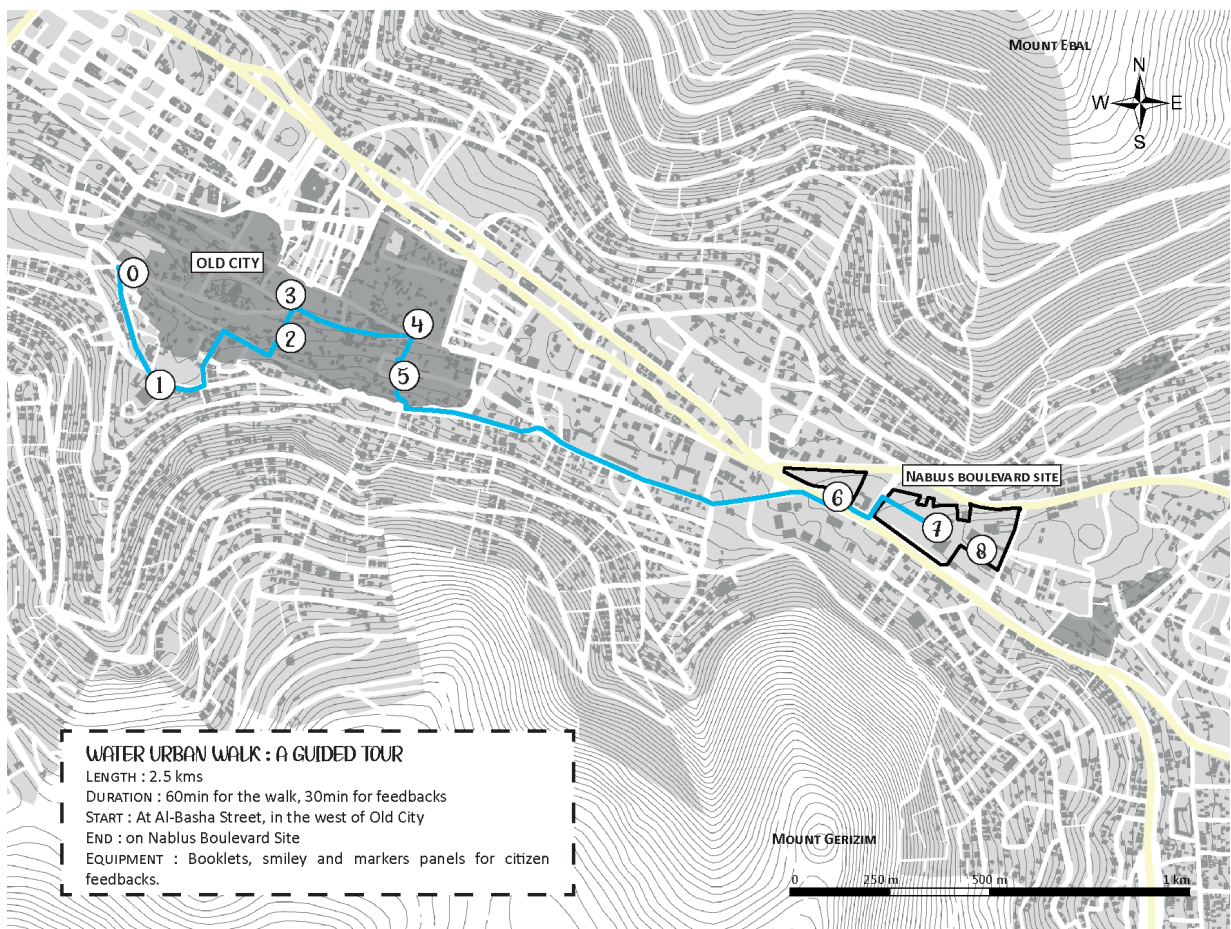 Mount Ebal
N
W E
S
OLD CITY
0
3
4
2
5
1
Nablus Boulevard site
6
7
8
WATER URBAN WALK : A GUIDED TOUR
Length : 2.5 kms
Duration : 60min for the walk, 30min for feedbacks
Start : At Al-Basha Street, in the west of Old City
End : on Nablus Boulevard Site
Equipment : Booklets, smiley and markers panels for citizen
feedbacks.
Mount Gerizim
0 250 m 500 m 1 km